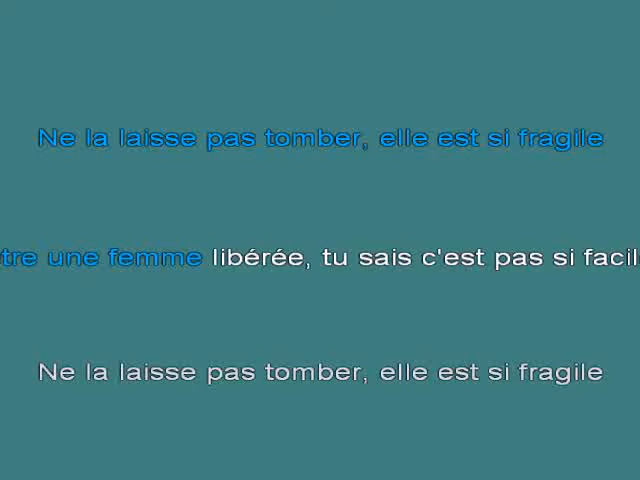 Ne la laisse pas tomber, elle est si fragile
tre une femme libérée, tu sais c'est pas si facil
Ne la laisse pas tomber, elle est si fragile